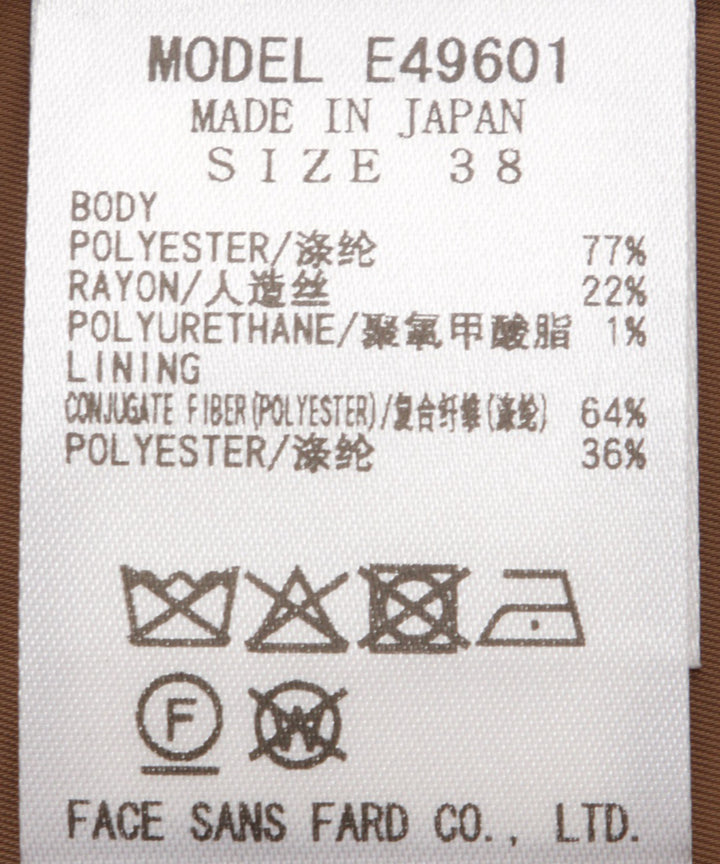 MODEL E49601
MADE IN JAPAN
SIZE 38
BODY
POLYESTER/涤纶 77%
RAYON/人造丝 22%
POLYURETHANE/聚氧甲酸脂 1%
LINING
CONJUGATE FIBER(POLYESTER)/复合纤维(涤纶) 64%
POLYESTER/涤纶 36%
F W
FACE SANS FARD CO., LTD.